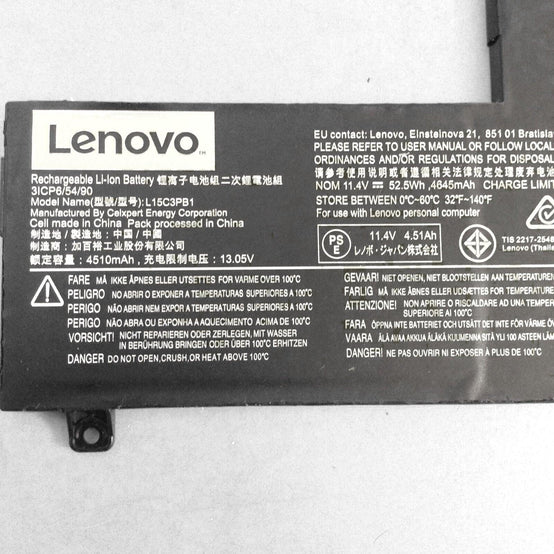 Lenovo™
Rechargeable Li-Ion Battery 锂离子电池组二次鋰電池組
3ICP6/54/90
Model Name(型號/型号):L15C3PB1
Manufactured By Celxpert Energy Corporation
Cell made in China Pack processed in China
制造地 / 製造地:中国 / 中國
制造商 / 製造商:加百裕工业股份有限公司
额定容量:4510mAh,充电限制电压:13.05V
EU contact: Lenovo, Einsteinova 21, 851 01 Bratisla
PLEASE REFER TO USER MANUAL OR FOLLOW LOCAL
ORDINANCES AND/OR REGULATIONS FOR DISPOSAL
请参考使用说明或者遵循相关法规定处理废弃电池
NOM 11.4V ⎓ 52.5Wh ,4645mAh CHARGE LIMIT
STORE BETWEEN 0°C~60°C 32°F~140°F
For use with Lenovo personal computer
PS
E
11.4V 4.51Ah
レノボ・ジャパン株式会社
TIS 2217-2548
Lenovo (Thaila
FARE MÅ IKKE ÅPNES ELLER UTSETTES FOR VARME OVER 100°C
PELIGRO NO ABRIR O EXPONER A TEMPERATURAS SUPERIORES A 100°C
PERIGO NÃO ABRIR NEM EXPOR A TEMPERATURAS SUPERIORES A 100°C
PERIGO NÃO ABRA OU EXPONHA A AQUECIMENTO ACIMA DE 100°C
VORSICHT! NICHT REPARIEREN ODER ZERLEGEN, MIT WASSER
IN BERÜHRUNG BRINGEN ODER ÜBER 100°C ERHITZEN
DANGER DO NOT OPEN,CRUSH,OR HEAT ABOVE 100°C
GEVAAR! NIET OPENEN, NIET BLOOTSTELLEN AAN TEMPERATUREN
FARLIG MÅ IKKE ÅBNES ELLER UDSÆTTES FOR TEMPERATURER
ATTENZIONE! NON APRIRE O RISCALDARE AD UNA TEMPERATURA
SUPERIORE AI 100°C
FARA ÖPPNA INTE BATTERIET OCH UTSÄTT DET INTE FÖR VÄRME ÖV
VAARA ÄLÄ AVAA AKKUA ÄLÄKÄ KUUMENNA SITÄ YLI 100 ASTEEN LÄM
DANGER! NE PAS OUVRIR NI EXPOSER À PLUS DE 100°C